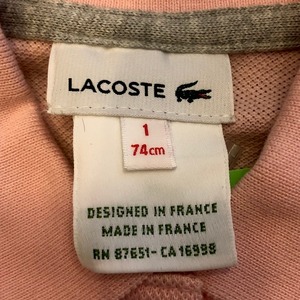 LACOSTE
1
74cm
DESIGNED IN FRANCE
MADE IN FRANCE
RN 87651-CA 16998